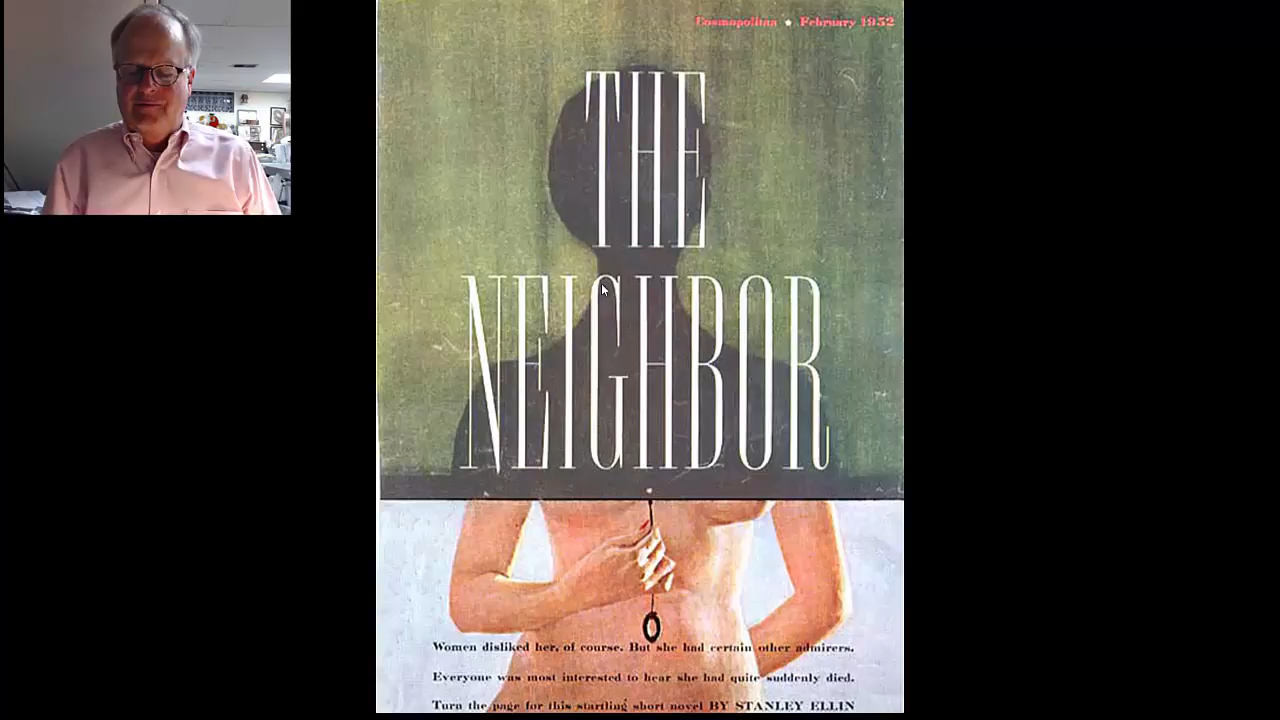 Cosmopolitan ★ February 1952
THE
NEIGHBOR
Women disliked her, of course. But she had certain other admirers.
Everyone was most interested to hear she had quite suddenly died.
Turn the page for this startling short novel BY STANLEY ELLIN